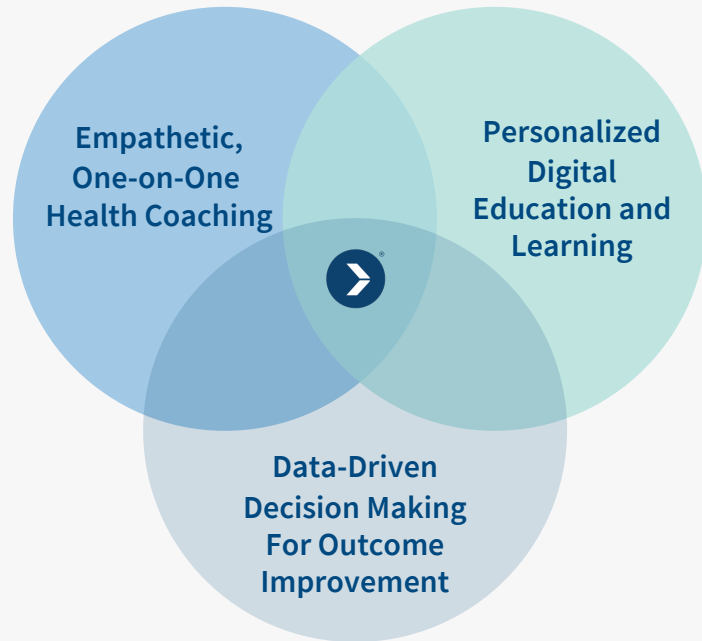 Empathetic,
One-on-One
Health Coaching
Personalized
Digital
Education and
Learning
®
Data-Driven
Decision Making
For Outcome
Improvement